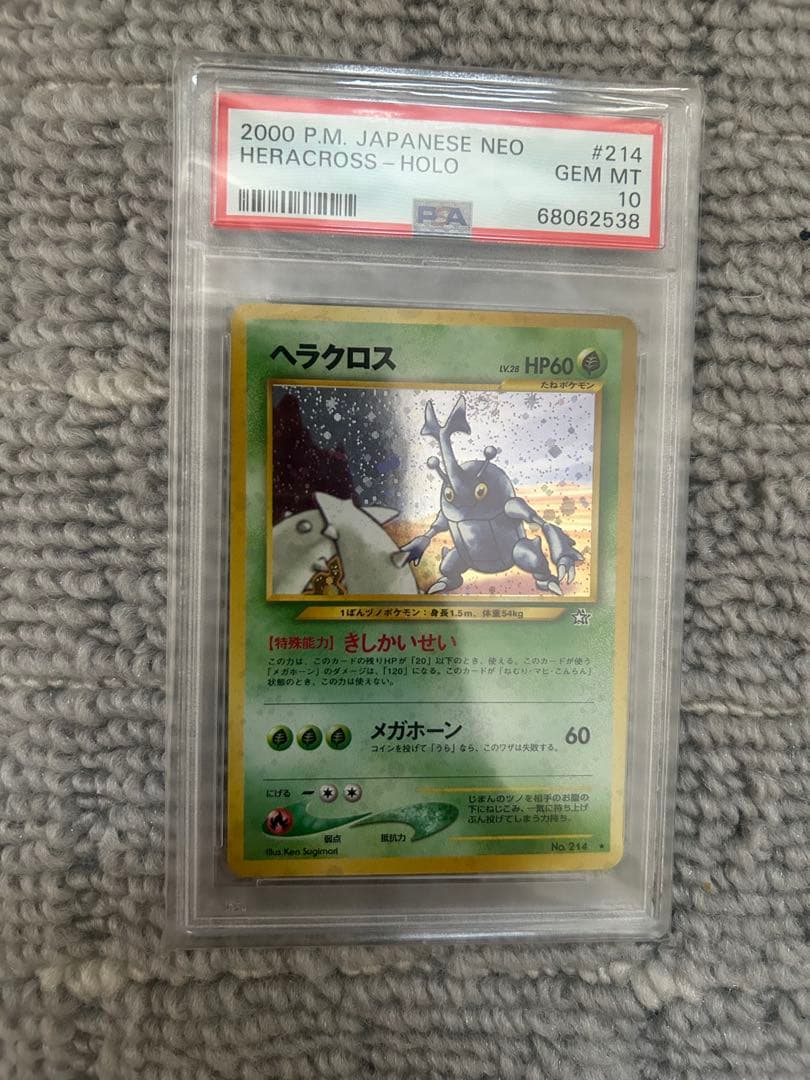 2000 P.M. JAPANESE NEO #214
HERACROSS-HOLO GEM MT
10
PSA 68062538
ヘラクロス LV.28 HP60
たねポケモン
1ぽんヅノポケモン：身長1.5m、体重54kg
【特殊能力】きしかいせい
この力は、このカードの残りHPが「20」以下のとき、使える。このカードが使う
「メガホーン」のダメージは、「120」になる。このカードが「ねむり・マヒ・こんらん」
状態のとき、この力は使えない。
メガホーン 60
コインを投げて「うら」なら、このワザは失敗する。
にげる
じまんのツノを相手のお腹の
下にねじこみ、一気に持ち上げ
ぶん投げてしまう力持ち。
弱点 抵抗力
Illus. Ken Sugimori No. 214 ★